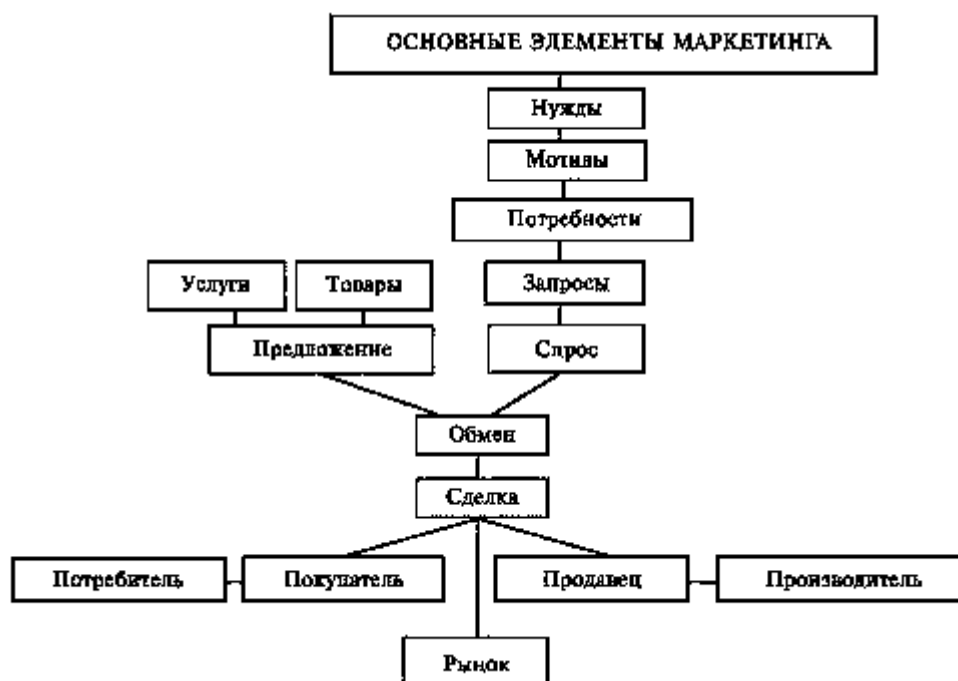 ОСНОВНЫЕ ЭЛЕМЕНТЫ МАРКЕТИНГА
Нужды
Мотивы
Потребности
Услуги
Товары
Запросы
Предложение
Спрос
Обмен
Сделка
Потребитель
Покупатель
Продавец
Производитель
Рынок